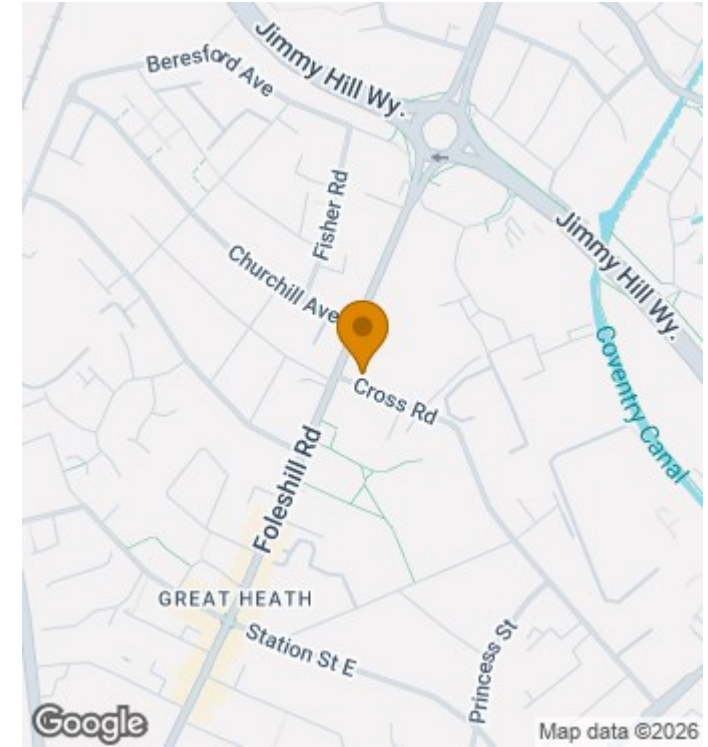 Jimmy Hill Wy.
Beresford Ave
Fisher Rd
Jimmy Hill Wy.
Churchill Ave
Cross Rd
Coventry Canal
Foleshill Rd
GREAT HEATH
Station St E
Princess St
Google
Map data ©2026